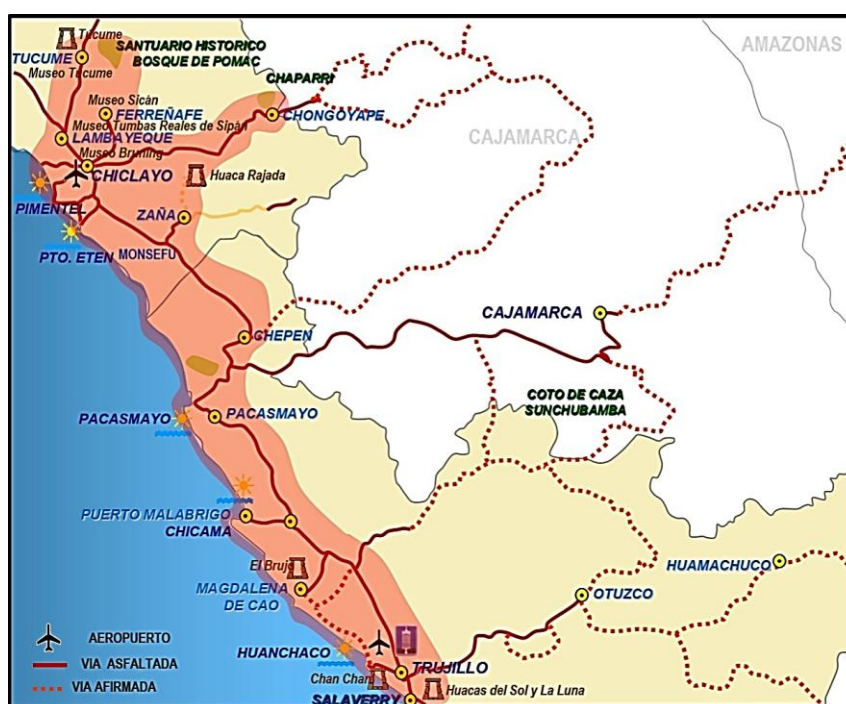 Tucume
TUCUME
Museo Tucume
SANTUARIO HISTORICO
BOSQUE DE POMAC
AMAZONAS
CHAPARRI
Museo Sicán
FERREÑAFE
CHONGOYAPE
Museo Tumbas Reales de Sipán
LAMBAYEQUE
CAJAMARCA
Museo Bruning
CHICLAYO
Huaca Rajada
PIMENTEL
ZAÑA
PTO. ETEN
MONSEFU
CAJAMARCA
CHEPEN
COTO DE CAZA
SUNCHUBAMBA
PACASMAYO
PACASMAYO
PUERTO MALABRIGO
CHICAMA
El Brujo
HUAMACHUCO
MAGDALENA
DE CAO
OTUZCO
AEROPUERTO
HUANCHACO
VIA ASFALTADA
TRUJILLO
Chan Chan
VIA AFIRMADA
SALAVERRY
Huacas del Sol y La Luna